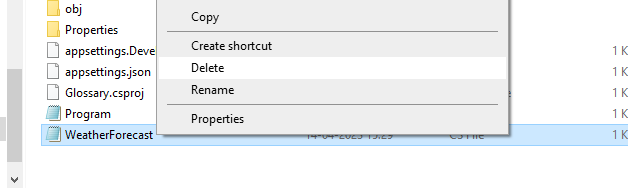 obj
Copy
Properties
Create shortcut
appsettings.Deve
1 K
Delete
appsettings.json
1 K
Rename
Glossary.csproj
1 K
Program
Properties
1 K
WeatherForecast
14-04-2023 15:29
CS File
1 K